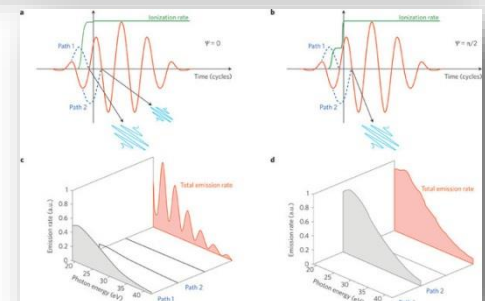 a
Ionization rate
Path 1
Ψ = 0
Time (cycles)
Path 2
b
Ionization rate
Path 1
Ψ = π/2
Time (cycles)
Path 2
c
Total emission rate
Emission rate (a.u.)
1
0.8
0.6
0.4
0.2
0
20
25
30
35
40
Photon energy (eV)
Path 1
Path 2
d
Total emission rate
Emission rate (a.u.)
1
0.8
0.6
0.4
0.2
0
20
25
30
35
40
Photon energy (eV)
Path 2